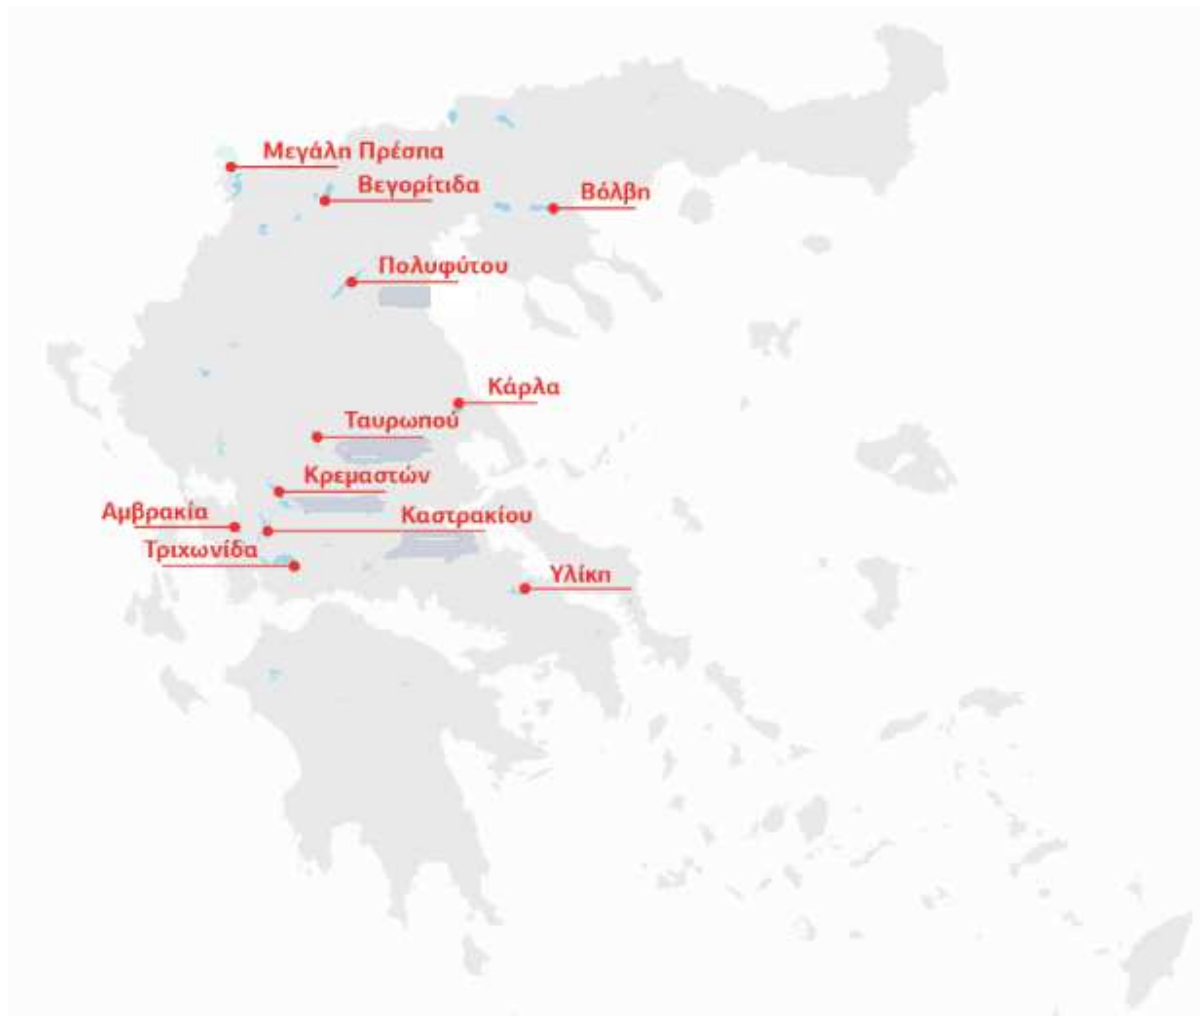 Μεγάλη Πρέσπα
Βεγορίτιδα
Βόλβη
Πολυφύτου
Κάρλα
Ταυρωπού
Κρεμαστών
Αμβρακία
Καστρακίου
Τριχωνίδα
Υλίκη